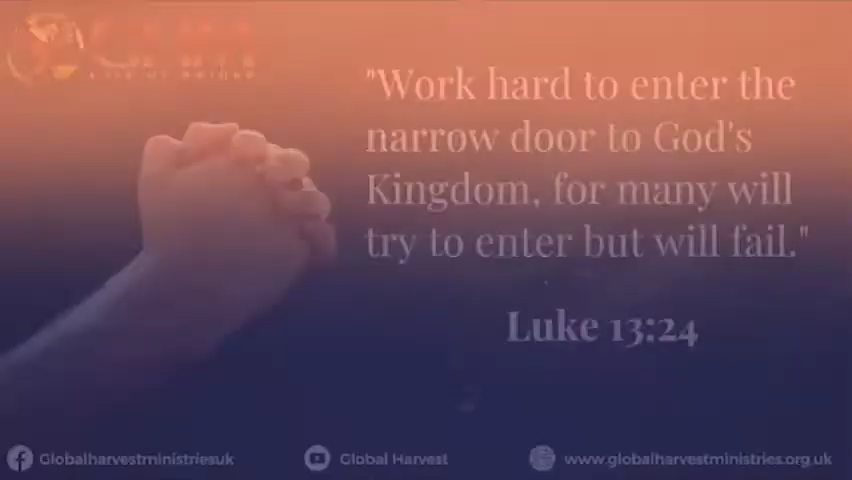 "Work hard to enter the
narrow door to God's
Kingdom, for many will
try to enter but will fail."
Luke 13:24
Globalharvestministriesuk
Global Harvest
www.globalharvestministries.org.uk